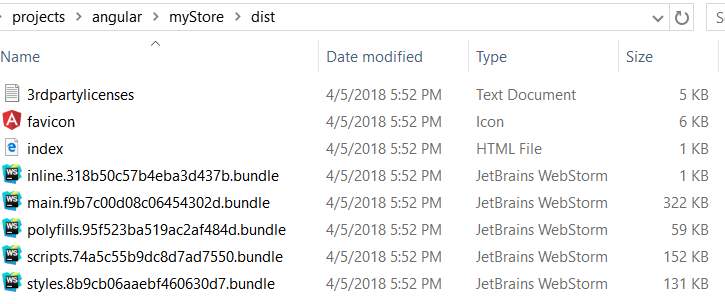 projects > angular > myStore > dist
Name Date modified Type Size
3rdpartylicenses 4/5/2018 5:52 PM Text Document 5 KB
favicon 4/5/2018 5:52 PM Icon 6 KB
index 4/5/2018 5:52 PM HTML File 1 KB
WS inline.318b50c57b4eba3d437b.bundle 4/5/2018 5:52 PM JetBrains WebStorm 1 KB
WS main.f9b7c00d08c06454302d.bundle 4/5/2018 5:52 PM JetBrains WebStorm 322 KB
WS polyfills.95f523ba519ac2af484d.bundle 4/5/2018 5:52 PM JetBrains WebStorm 59 KB
WS scripts.74a5c55b9dc8d7ad7550.bundle 4/5/2018 5:52 PM JetBrains WebStorm 152 KB
WS styles.8b9cb06aaebf460630d7.bundle 4/5/2018 5:52 PM JetBrains WebStorm 131 KB